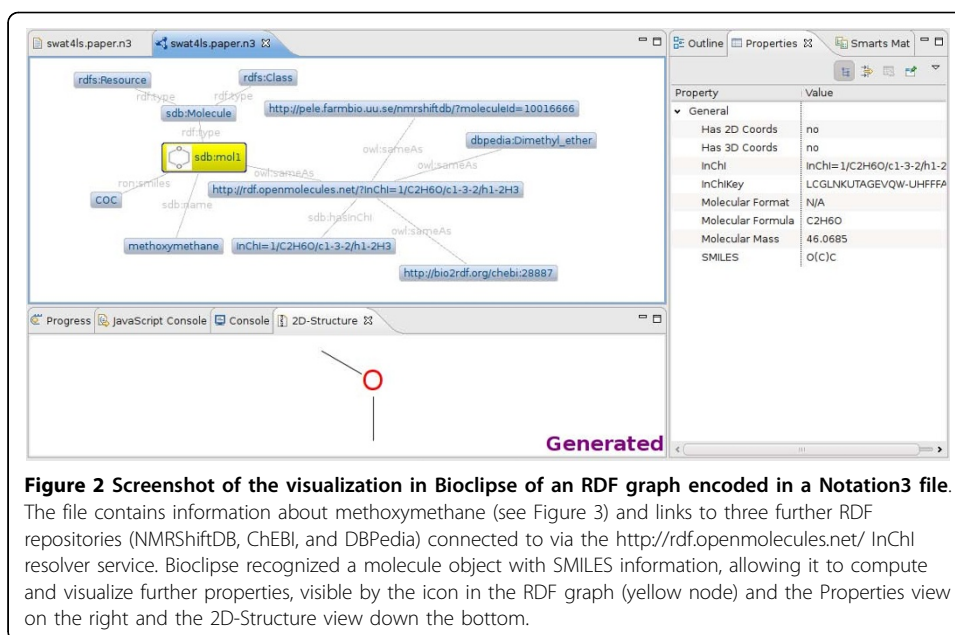 swat4ls.paper.n3
swat4ls.paper.n3
rdfs:Resource
rdfs:Class
rdf:type
rdf:type
http://pele.farmbio.uu.se/nmrshiftdb/?moleculeId=10016666
sdb:Molecule
rdf:type
owl:sameAs
dbpedia:Dimethyl_ether
sdb:mol1
owl:sameAs
owl:sameAs
ron:smiles
http://rdf.openmolecules.net/?InChI=1/C2H6O/c1-3-2/h1-2H3
COC
sdb:name
sdb:hasInChI
owl:sameAs
methoxymethane
InChI=1/C2H6O/c1-3-2/h1-2H3
http://bio2rdf.org/chebi:28887
Outline Properties Smarts Mat
Property Value
General
Has 2D Coords no
Has 3D Coords no
InChI InChI=1/C2H6O/c1-3-2/h1-2
InChIKey LCGLNKUTAGEVQW-UHFFFA
Molecular Format N/A
Molecular Formula C2H6O
Molecular Mass 46.0685
SMILES O(C)C
Progress JavaScript Console Console 2D-Structure
O
Generated
Figure 2 Screenshot of the visualization in Bioclipse of an RDF graph encoded in a Notation3 file.
The file contains information about methoxymethane (see Figure 3) and links to three further RDF
repositories (NMRShiftDB, ChEBI, and DBPedia) connected to via the http://rdf.openmolecules.net/ InChI
resolver service. Bioclipse recognized a molecule object with SMILES information, allowing it to compute
and visualize further properties, visible by the icon in the RDF graph (yellow node) and the Properties view
on the right and the 2D-Structure view down the bottom.